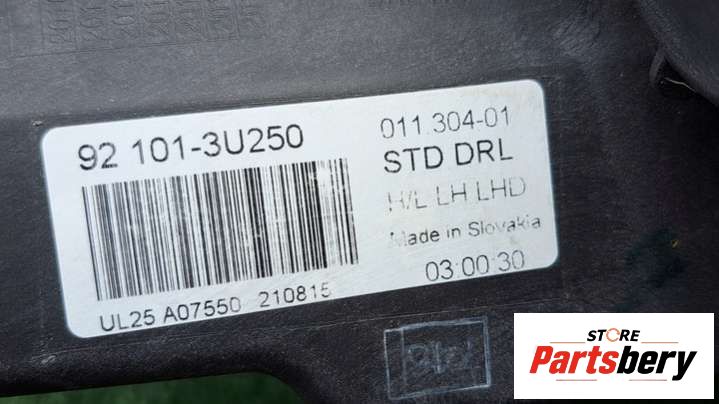 92 101-3U250
011.304-01
STD DRL
H/L LH LHD
Made in Slovakia
03:00:30
UL25 A07550 210815
STORE
Partsbery